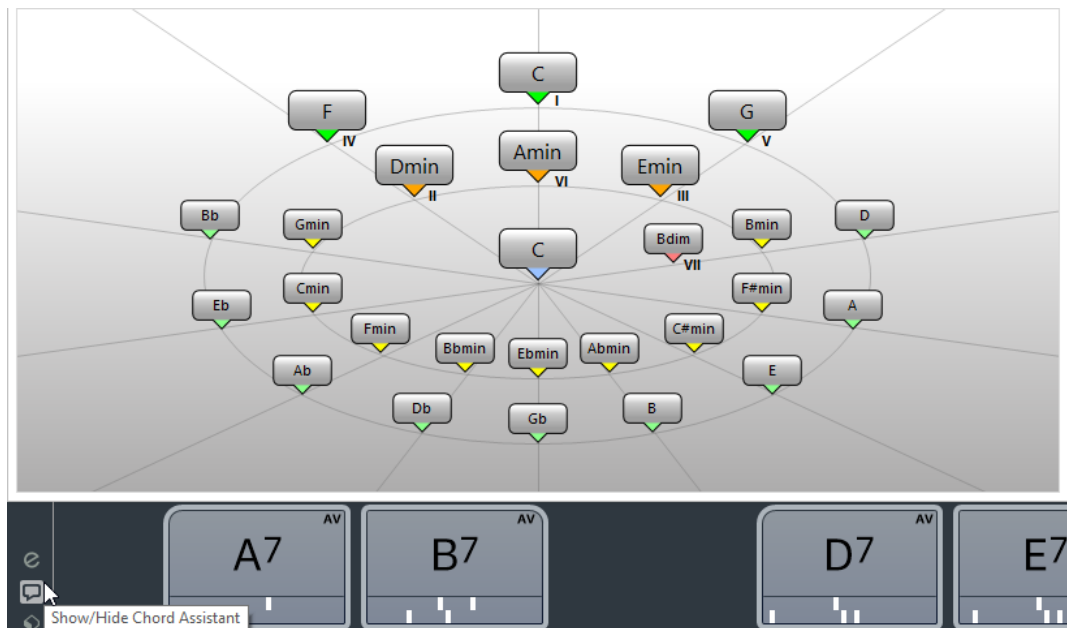 C
I
F
IV
G
V
Dmin
II
Amin
VI
Emin
III
Bb
Gmin
C
Bdim
VII
Bmin
D
Eb
Cmin
F#min
A
Fmin
C#min
Bbmin
Ebmin
Abmin
Ab
E
Db
Gb
B
AV
A7
AV
B7
AV
D7
E7
Show/Hide Chord Assistant